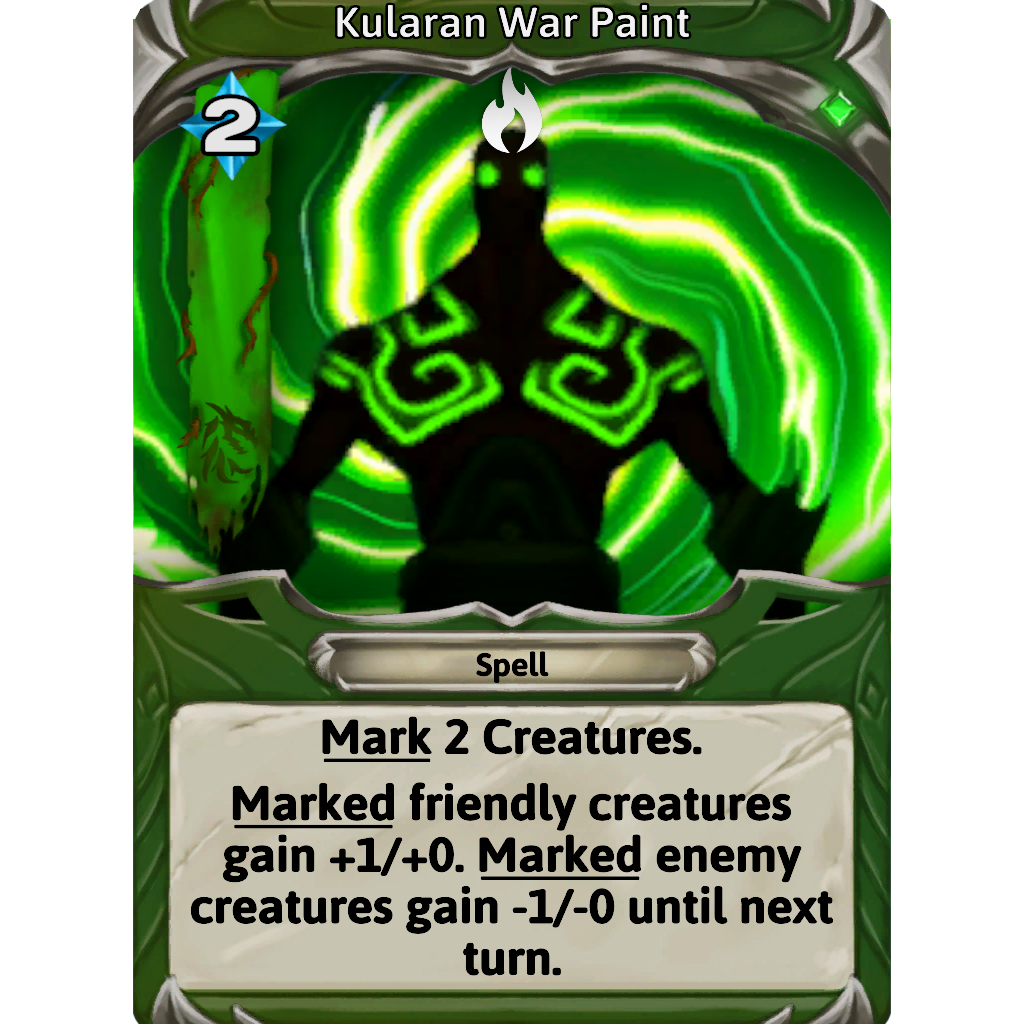 Kularan War Paint
2
Spell
Mark 2 Creatures.
Marked friendly creatures
gain +1/+0. Marked enemy
creatures gain -1/-0 until next
turn.